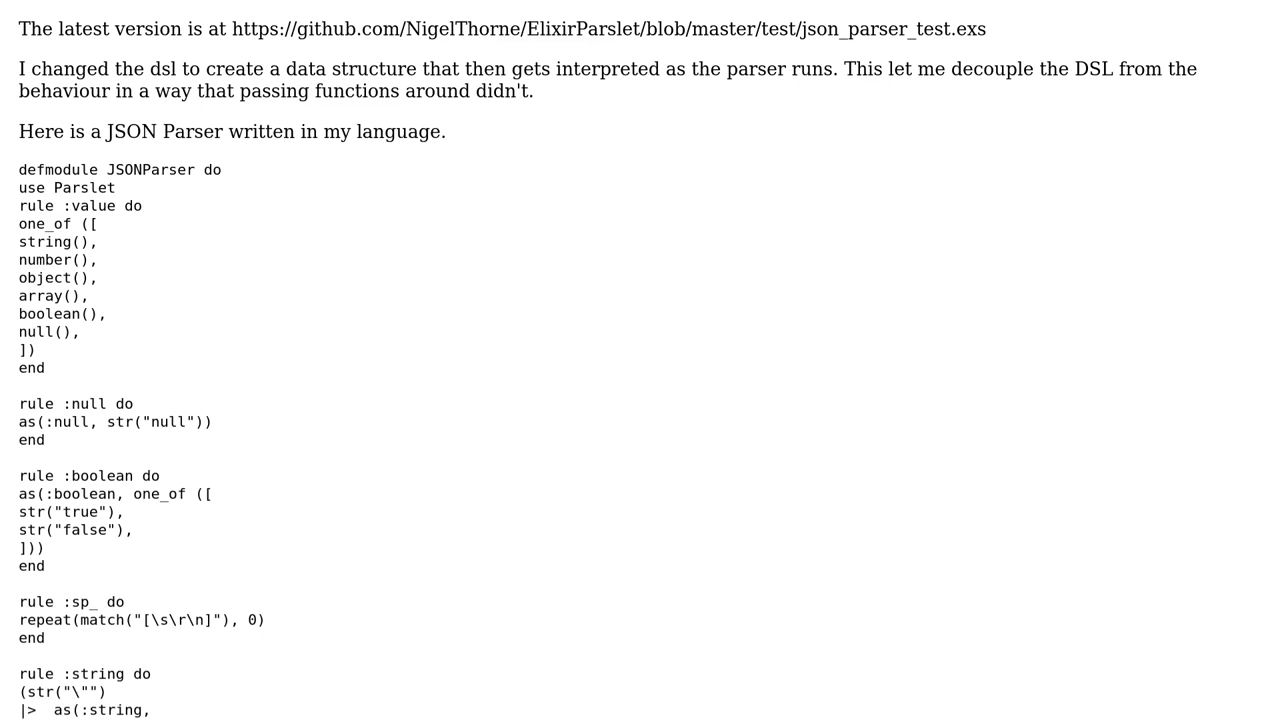 The latest version is at https://github.com/NigelThorne/ElixirParslet/blob/master/test/json_parser_test.exs
I changed the dsl to create a data structure that then gets interpreted as the parser runs. This let me decouple the DSL from the
behaviour in a way that passing functions around didn't.
Here is a JSON Parser written in my language.
defmodule JSONParser do
use Parslet
rule :value do
one_of ([
string(),
number(),
object(),
array(),
boolean(),
null(),
])
end
rule :null do
as(:null, str("null"))
end
rule :boolean do
as(:boolean, one_of ([
str("true"),
str("false"),
]))
end
rule :sp_ do
repeat(match("[\s\r\n]"), 0)
end
rule :string do
(str("\"")
|>  as(:string,